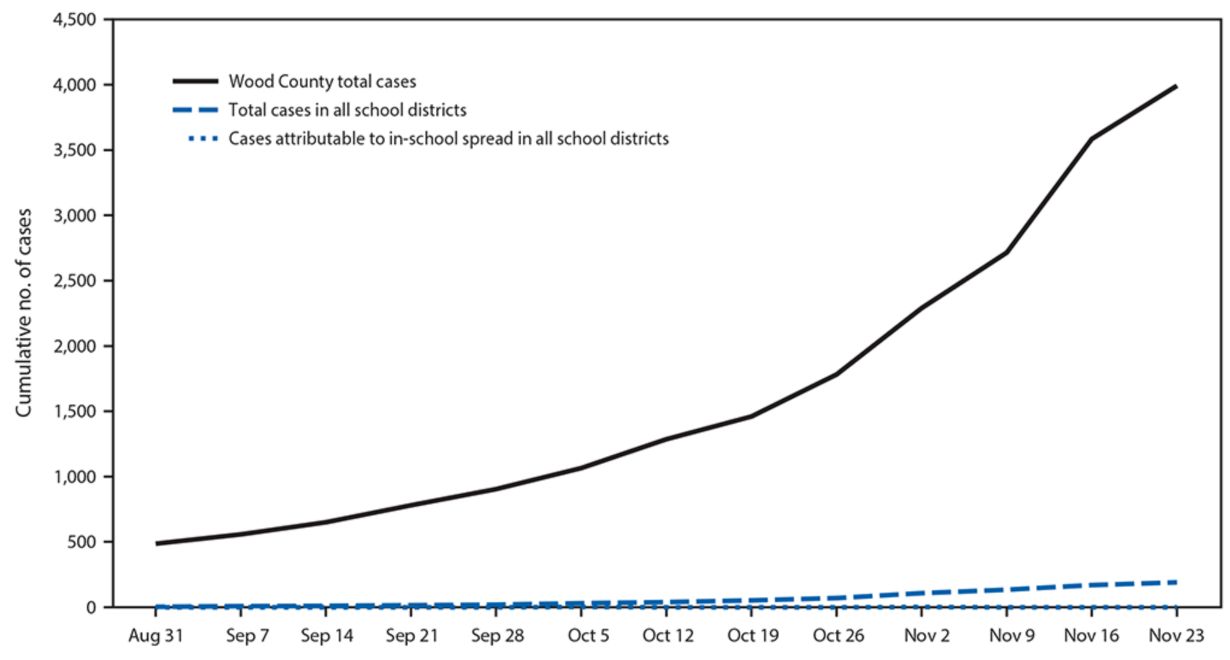 4,500
4,000
3,500
3,000
2,500
2,000
1,500
1,000
500
0
Cumulative no. of cases
Wood County total cases
Total cases in all school districts
Cases attributable to in-school spread in all school districts
Aug 31 Sep 7 Sep 14 Sep 21 Sep 28 Oct 5 Oct 12 Oct 19 Oct 26 Nov 2 Nov 9 Nov 16 Nov 23